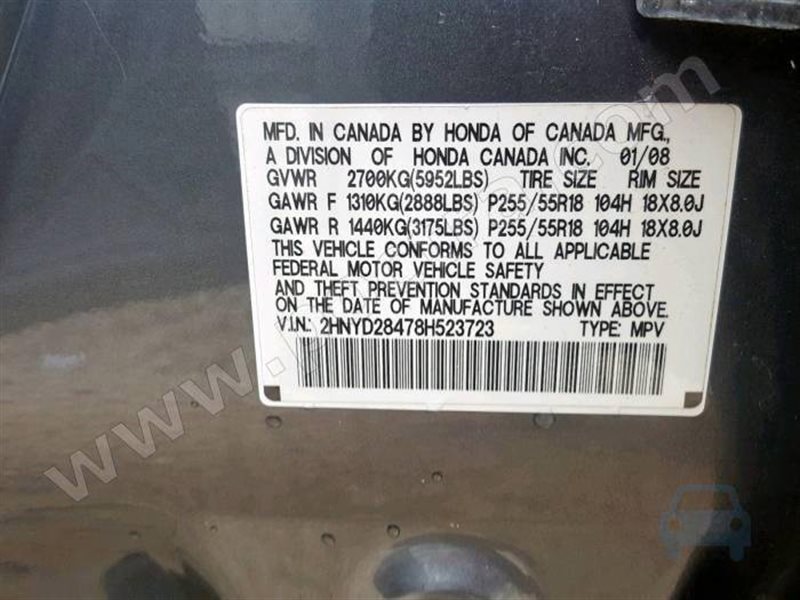 MFD. IN CANADA BY HONDA OF CANADA MFG.,
A DIVISION OF HONDA CANADA INC. 01/08
GVWR 2700KG(5952LBS) TIRE SIZE RIM SIZE
GAWR F 1310KG(2888LBS) P255/55R18 104H 18X8.0J
GAWR R 1440KG(3175LBS) P255/55R18 104H 18X8.0J
THIS VEHICLE CONFORMS TO ALL APPLICABLE
FEDERAL MOTOR VEHICLE SAFETY
AND THEFT PREVENTION STANDARDS IN EFFECT
ON THE DATE OF MANUFACTURE SHOWN ABOVE.
V.I.N.: 2HNYD28478H523723 TYPE: MPV